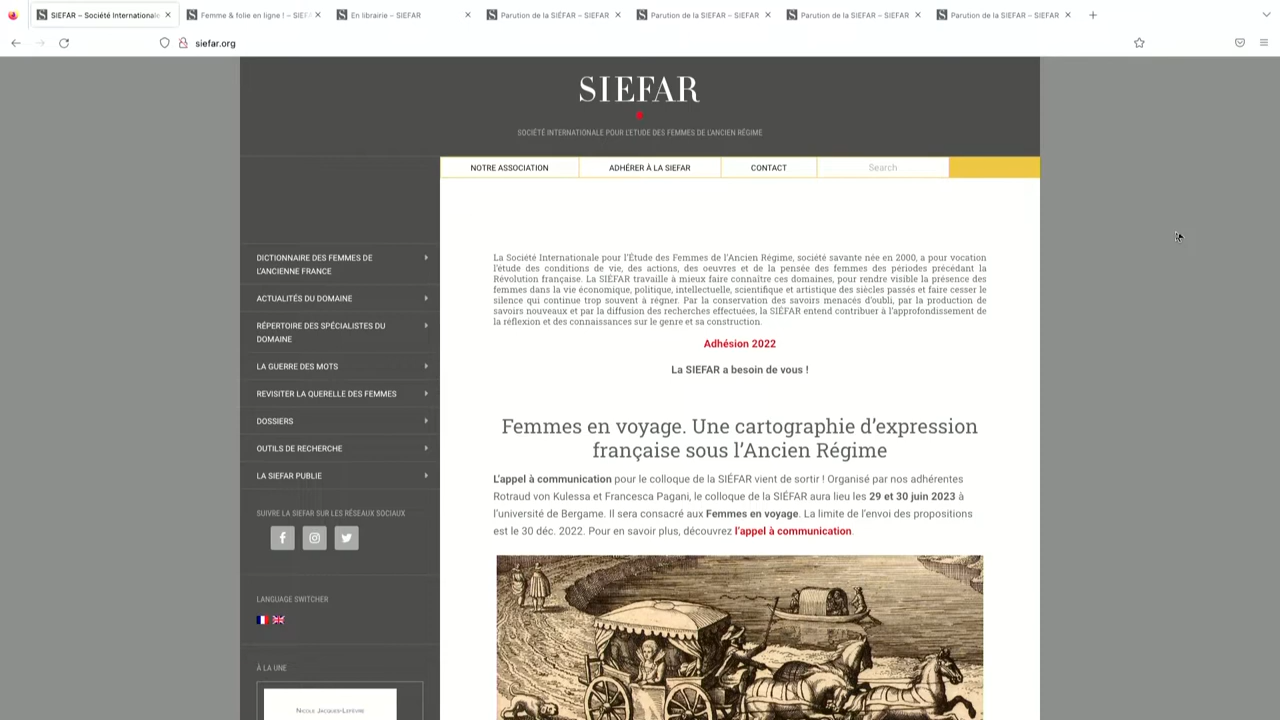 SIEFAR – Société Internationale
Femme & folie en ligne ! – SIEF
En librairie – SIEFAR
Parution de la SIÉFAR – SIEFAR
Parution de la SIEFAR – SIEFAR
Parution de la SIEFAR – SIEFAR
Parution de la SIEFAR – SIEFAR
siefar.org
SIEFAR
SOCIÉTÉ INTERNATIONALE POUR L'ETUDE DES FEMMES DE L'ANCIEN RÉGIME
NOTRE ASSOCIATION
ADHÉRER À LA SIEFAR
CONTACT
Search
DICTIONNAIRE DES FEMMES DE
L'ANCIENNE FRANCE
ACTUALITÉS DU DOMAINE
RÉPERTOIRE DES SPÉCIALISTES DU
DOMAINE
LA GUERRE DES MOTS
REVISITER LA QUERELLE DES FEMMES
DOSSIERS
OUTILS DE RECHERCHE
LA SIEFAR PUBLIE
SUIVRE LA SIEFAR SUR LES RÉSEAUX SOCIAUX
LANGUAGE SWITCHER
À LA UNE
NICOLE JACQUES-LEFÈVRE
La Société Internationale pour l'Étude des Femmes de l'Ancien Régime, société savante née en 2000, a pour vocation
l'étude des conditions de vie, des actions, des oeuvres et de la pensée des femmes des périodes précédant la
Révolution française. La SIÉFAR travaille à mieux faire connaître ces domaines, pour rendre visible la présence des
femmes dans la vie économique, politique, intellectuelle, scientifique et artistique des siècles passés et faire cesser le
silence qui continue trop souvent à régner. Par la conservation des savoirs menacés d'oubli, par la production de
savoirs nouveaux et par la diffusion des recherches effectuées, la SIÉFAR entend contribuer à l'approfondissement de
la réflexion et des connaissances sur le genre et sa construction.
Adhésion 2022
La SIEFAR a besoin de vous !
Femmes en voyage. Une cartographie d'expression
française sous l'Ancien Régime
L'appel à communication pour le colloque de la SIÉFAR vient de sortir ! Organisé par nos adhérentes
Rotraud von Kulessa et Francesca Pagani, le colloque de la SIÉFAR aura lieu les 29 et 30 juin 2023 à
l'université de Bergame. Il sera consacré aux Femmes en voyage. La limite de l'envoi des propositions
est le 30 déc. 2022. Pour en savoir plus, découvrez l'appel à communication.